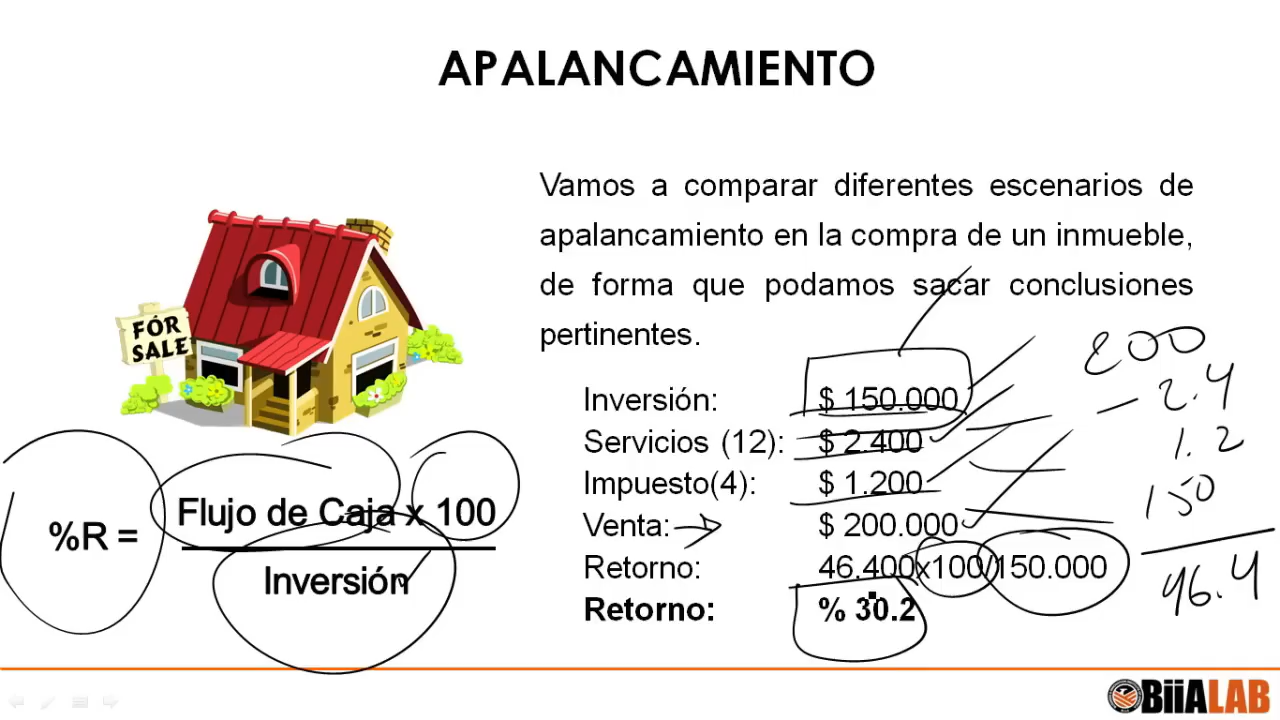 APALANCAMIENTO
Vamos a comparar diferentes escenarios de
apalancamiento en la compra de un inmueble,
de forma que podamos sacar conclusiones
pertinentes.
FOR
SALE
Inversión: $ 150.000
Servicios (12): $ 2.400
Impuesto(4): $ 1.200
Venta: $ 200.000
Retorno: 46.400x100/150.000
Retorno: % 30.2
200
- 2.4
1.2
150
46.4
%R = Flujo de Caja x 100
Inversión
BiiALAB